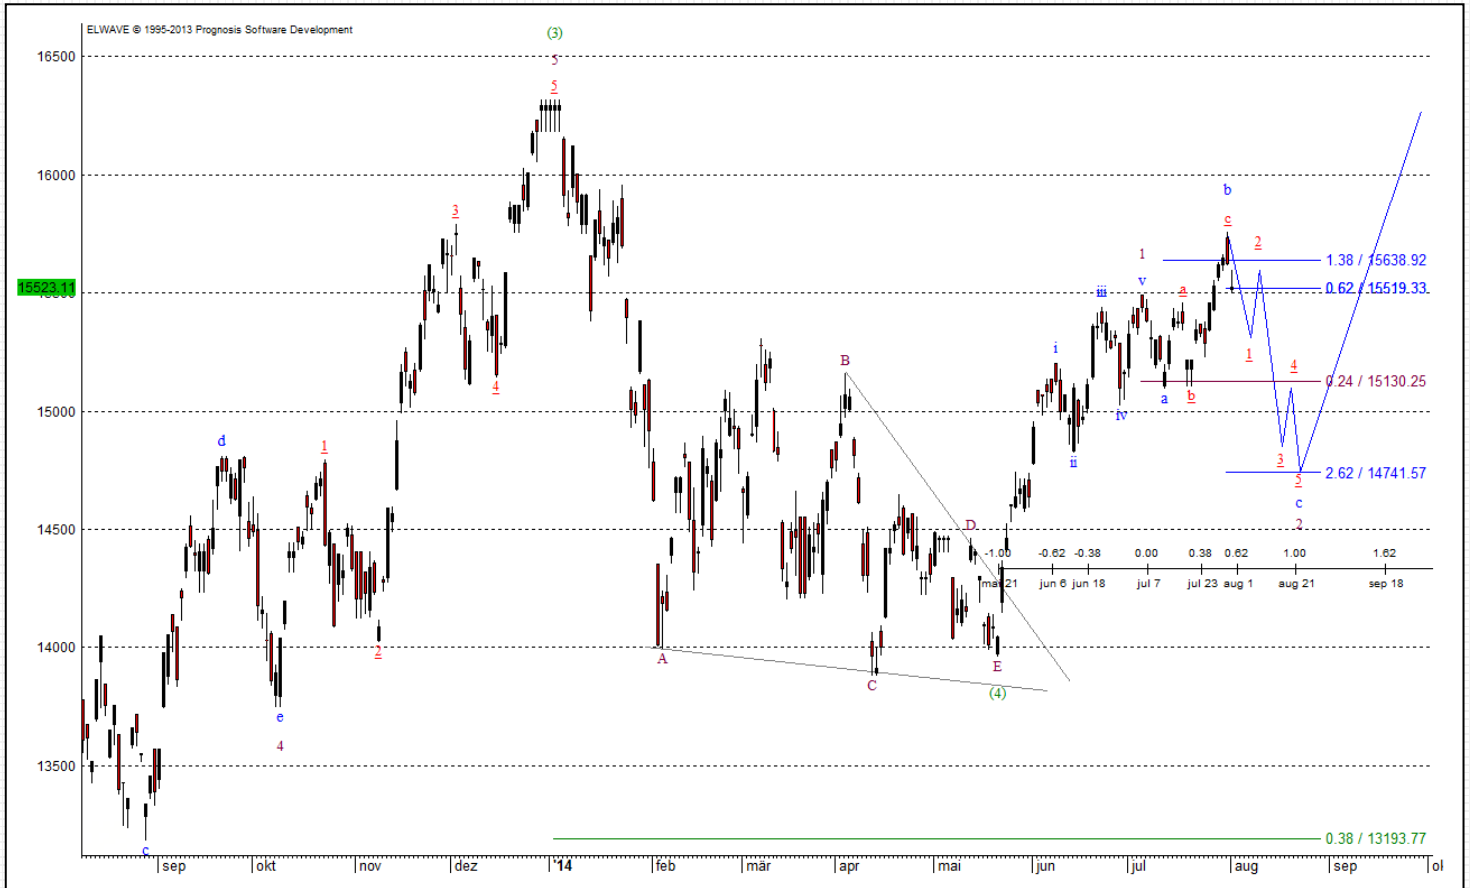 ELWAVE © 1995-2013 Prognosis Software Development
(3)
5
5
16500
16000
b
3
c
2
1
1.38 / 15638.92
v
15523.11
iii
a
0.62 / 15519.33
i
B
1
4
4
0.24 / 15130.25
a
b
15000
iv
d
1
ii
3
2.62 / 14741.57
5
c
D
2
14500
-1.00 -0.62 -0.38 0.00 0.38 0.62 1.00 1.62
mai 21 jun 6 jun 18 jul 7 jul 23 aug 1 aug 21 sep 18
14000
2
A
E
C
(4)
e
4
13500
0.38 / 13193.77
c
sep okt nov dez '14 feb mär apr mai jun jul aug sep